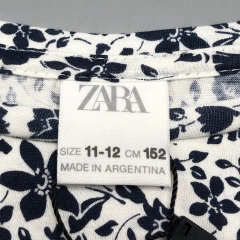 ZARA
SIZE 11-12 CM 152
MADE IN ARGENTINA